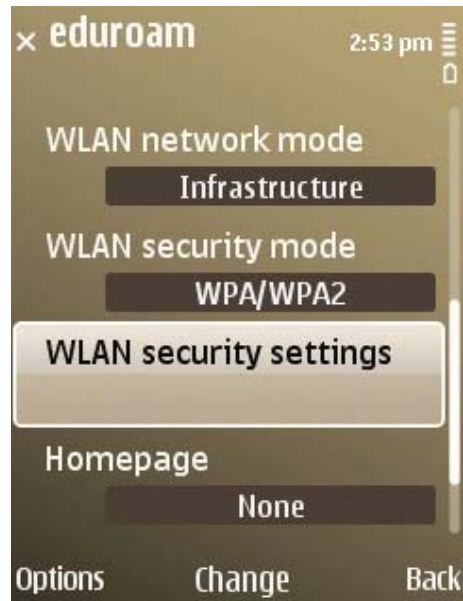 eduroam
2:53 pm
WLAN network mode
Infrastructure
WLAN security mode
WPA/WPA2
WLAN security settings
Homepage
None
Options Change Back